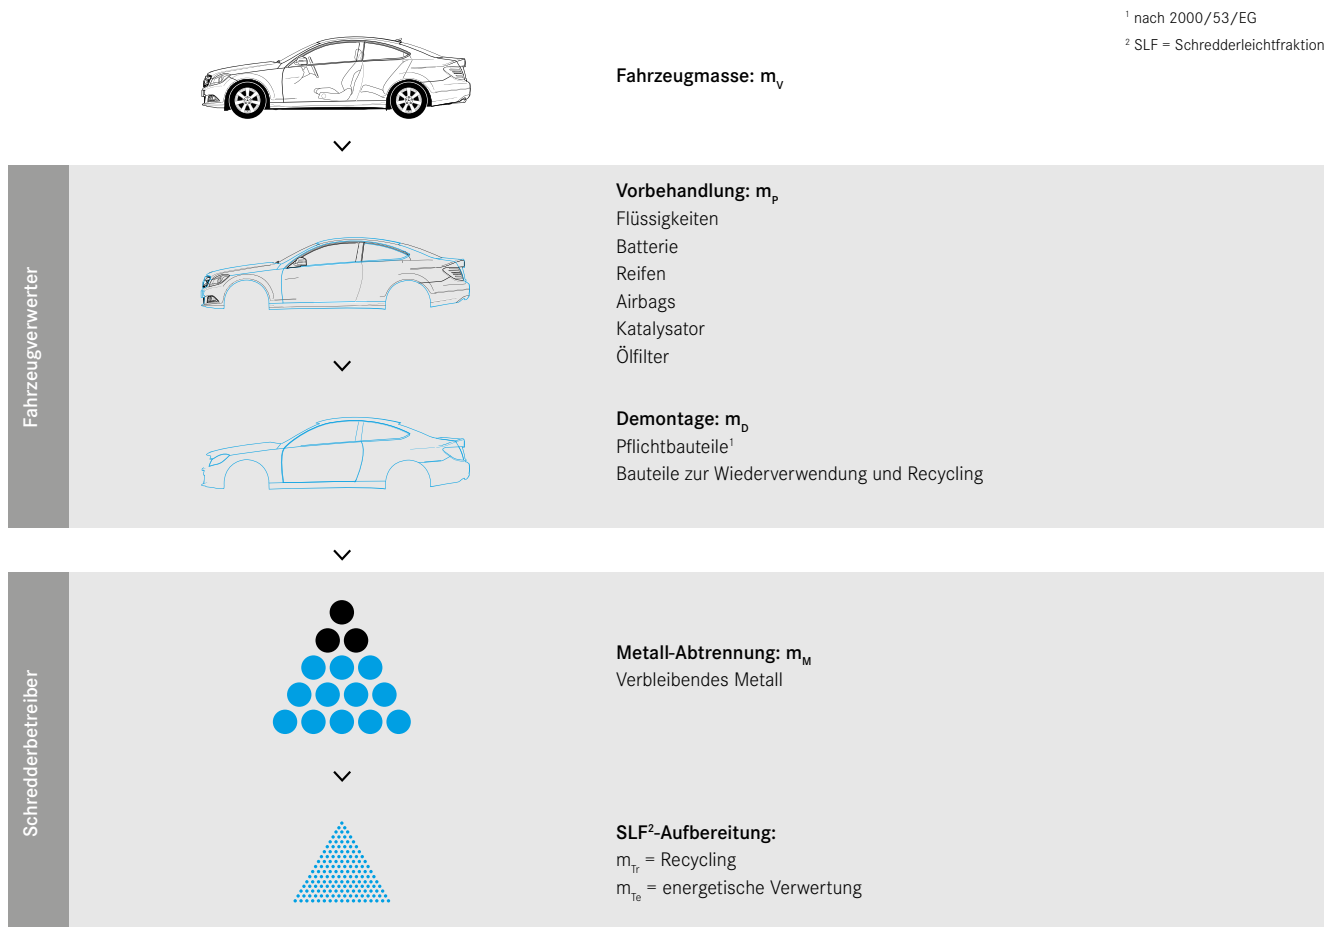 ¹ nach 2000/53/EG
² SLF = Schredderleichtfraktion
Fahrzeugmasse: mV
Fahrzeugverwerter
Vorbehandlung: mP
Flüssigkeiten
Batterie
Reifen
Airbags
Katalysator
Ölfilter
Demontage: mD
Pflichtbauteile¹
Bauteile zur Wiederverwendung und Recycling
Schredderbetreiber
Metall-Abtrennung: mM
Verbleibendes Metall
SLF²-Aufbereitung:
mTr = Recycling
mTe = energetische Verwertung